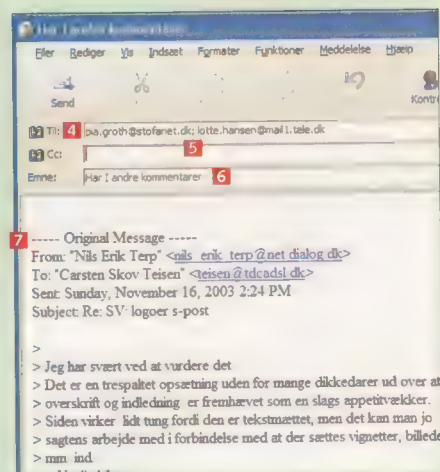 Har I andre kommentarer
Filer Rediger Vis Indsæt Formater Funktioner Meddelelse Hjælp
Send Kontro
Til: 4 pia.groth@stofanet.dk; lotte.hansen@mail1.tele.dk
Cc: 5
Emne: Har I andre kommentarer 6
7 ----- Original Message -----
From: "Nils Erik Terp" <nils_erik_terp@net.dialog.dk>
To: "Carsten Skov Teisen" <teisen@tdcadsl.dk>
Sent: Sunday, November 16, 2003 2:24 PM
Subject: Re: SV: logoer s-post
>
> Jeg har svært ved at vurdere det
> Det er en trespaltet opsætning uden for mange dikkedarer ud over at
> overskrift og indledning er fremhævet som en slags appetitvækker.
> Siden virker lidt tung fordi den er tekstmættet, men det kan man jo
> sagtens arbejde med i forbindelse med at der sættes vignetter, billede
> mm ind